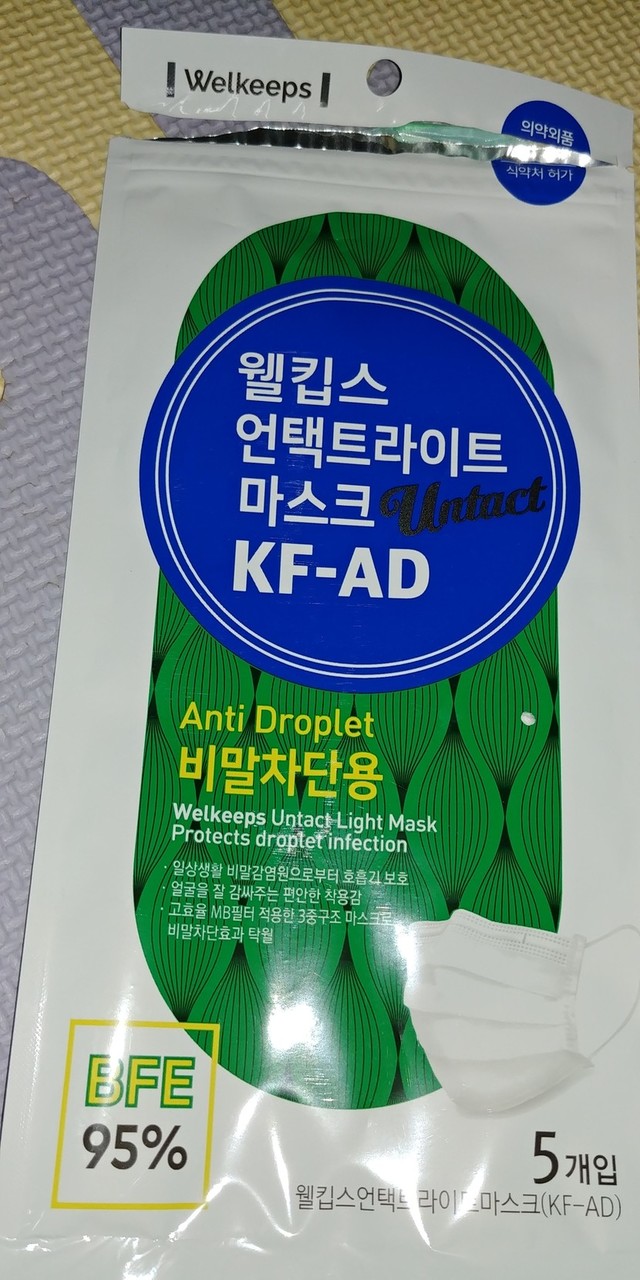 Welkeeps
의약외품
식약처 허가
웰킵스
언택트라이트
마스크 Untact
KF-AD
Anti Droplet
비말차단용
Welkeeps Untact Light Mask
Protects droplet infection
· 일상생활 비말감염원으로부터 호흡기 보호
· 얼굴을 잘 감싸주는 편안한 착용감
· 고효율 MB필터 적용한 3중구조 마스크로
비말차단효과 탁월
BFE
95%
5개입
웰킵스언택트라이트마스크(KF-AD)